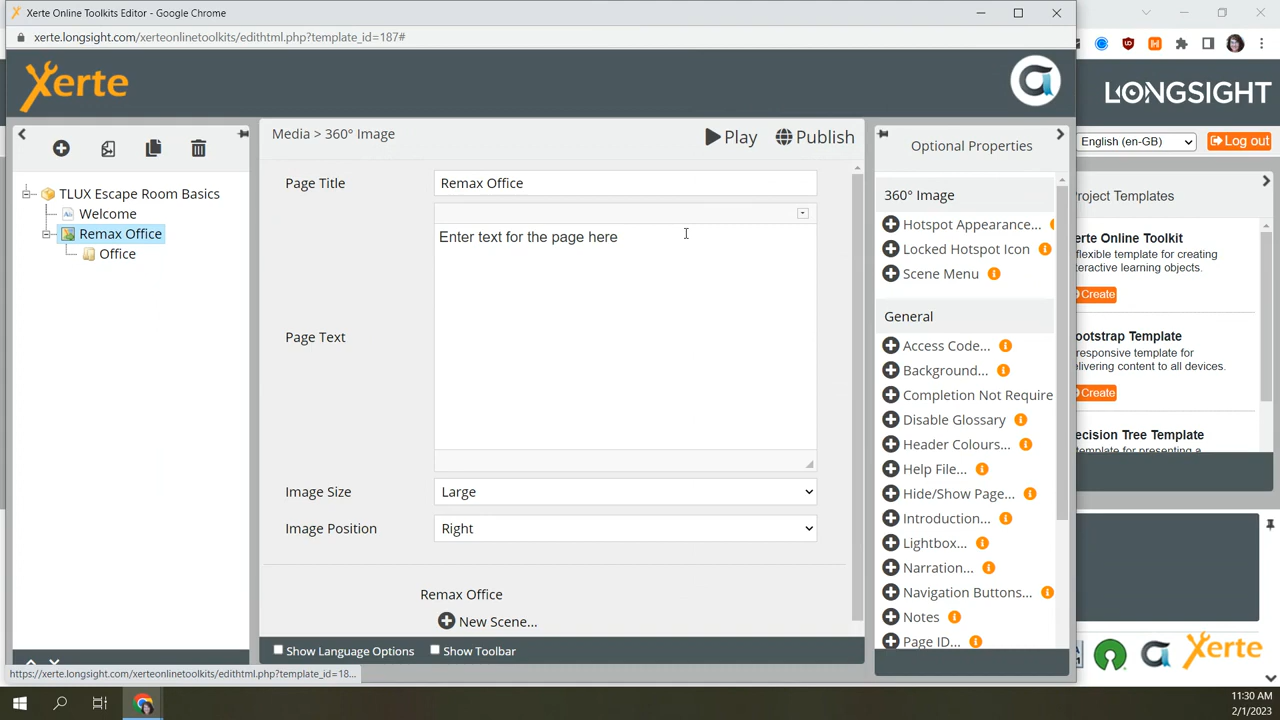 Xerte Online Toolkits Editor - Google Chrome
xerte.longsight.com/xerteonlinetoolkits/edithtml.php?template_id=187#
Xerte
LONGSIGHT
English (en-GB)
Log out
TLUX Escape Room Basics
Welcome
Remax Office
Office
Media > 360° Image
Play
Publish
Page Title
Remax Office
Enter text for the page here
Page Text
Image Size
Large
Image Position
Right
Remax Office
New Scene...
Show Language Options
Show Toolbar
Optional Properties
360° Image
Hotspot Appearance...
Locked Hotspot Icon
Scene Menu
General
Access Code...
Background...
Completion Not Require
Disable Glossary
Header Colours...
Help File...
Hide/Show Page...
Introduction...
Lightbox...
Narration...
Navigation Buttons...
Notes
Page ID...
roject Templates
erte Online Toolkit
flexible template for creating
teractive learning objects.
Create
ootstrap Template
responsive template for
elivering content to all devices.
Create
ecision Tree Template
template for presenting a
Xerte
https://xerte.longsight.com/xerteonlinetoolkits/edithtml.php?template_id=18...
11:30 AM
2/1/2023